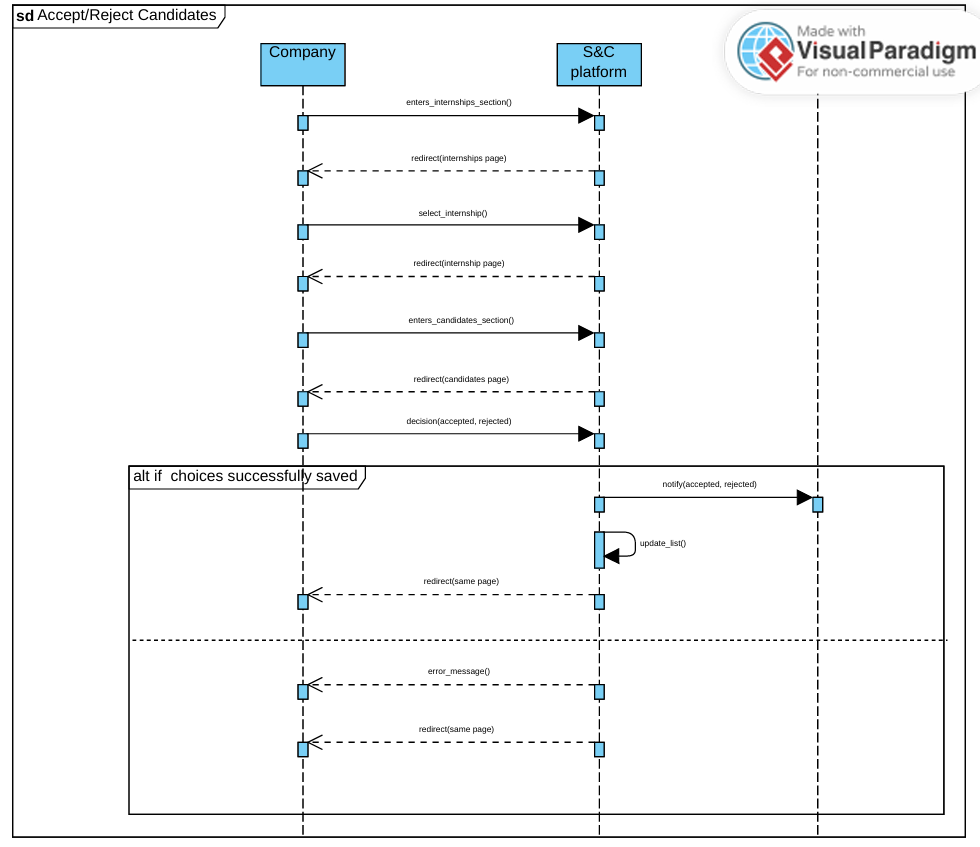 sd Accept/Reject Candidates
Made with
Visual Paradigm
For non-commercial use
Company
S&C
platform
enters_internships_section()
redirect(internships page)
select_internship()
redirect(internship page)
enters_candidates_section()
redirect(candidates page)
decision(accepted, rejected)
alt if choices successfully saved
notify(accepted, rejected)
update_list()
redirect(same page)
error_message()
redirect(same page)